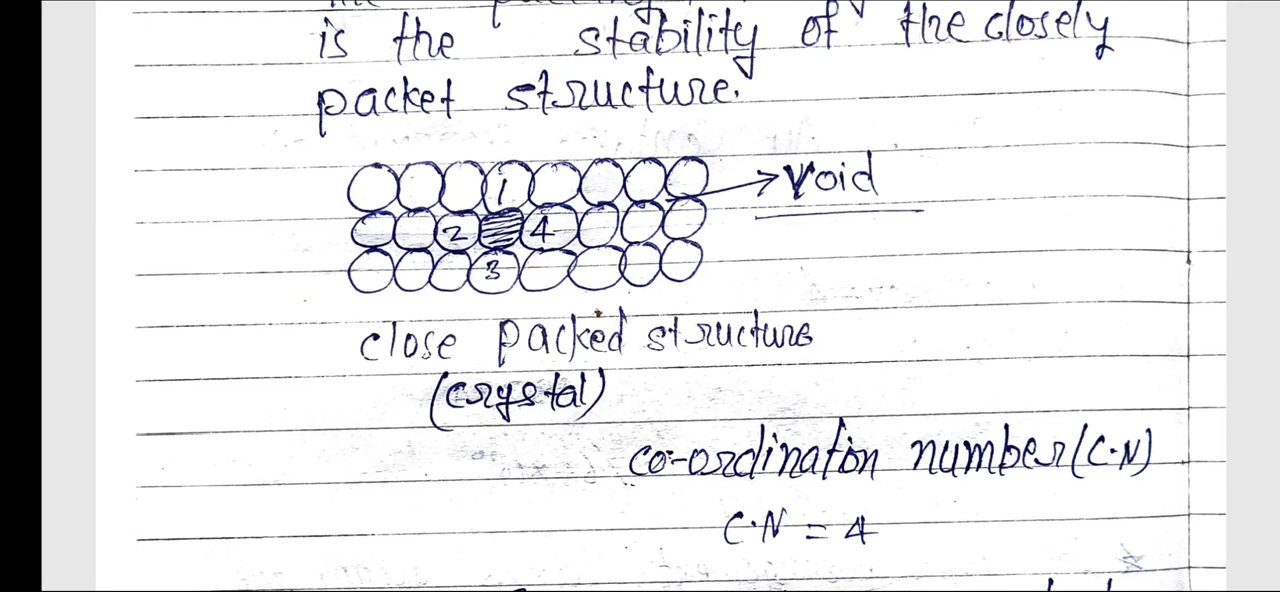 is the stability of the closely
packet structure.
1
Void
2 4
3
close packed structure
(crystal)
co-ordination number (C.N)
C.N = 4